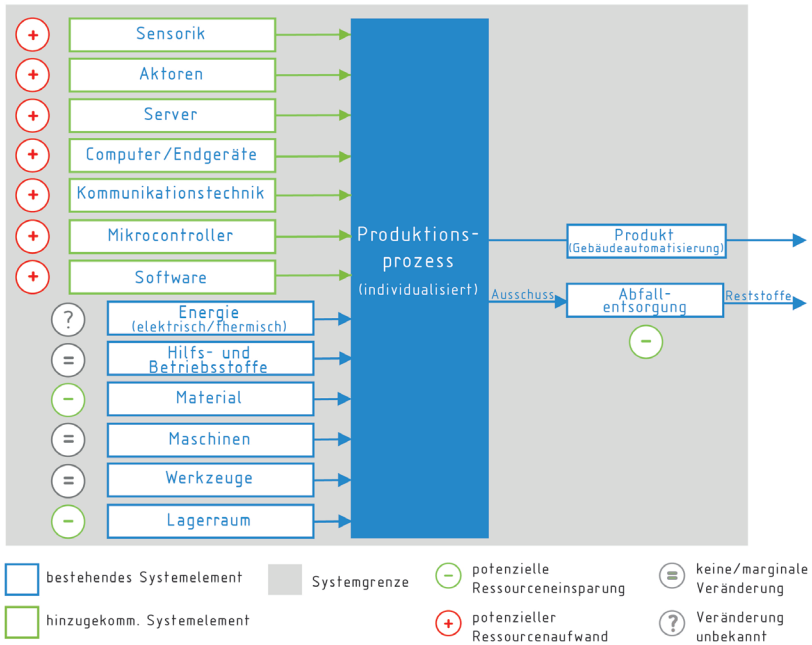 +
Sensorik
+
Aktoren
+
Server
+
Computer/Endgeräte
+
Kommunikationstechnik
+
Mikrocontroller
+
Software
?
Energie
(elektrisch/thermisch)
=
Hilfs- und
Betriebsstoffe
-
Material
=
Maschinen
=
Werkzeuge
-
Lagerraum
Produktions-
prozess
(individualisiert)
Produkt
(Gebäudeautomatisierung)
Ausschuss
Abfall-
entsorgung
Reststoffe
-
bestehendes Systemelement
hinzugekomm. Systemelement
Systemgrenze
-
potenzielle
Ressourceneinsparung
+
potenzieller
Ressourcenaufwand
=
keine/marginale
Veränderung
?
Veränderung
unbekannt